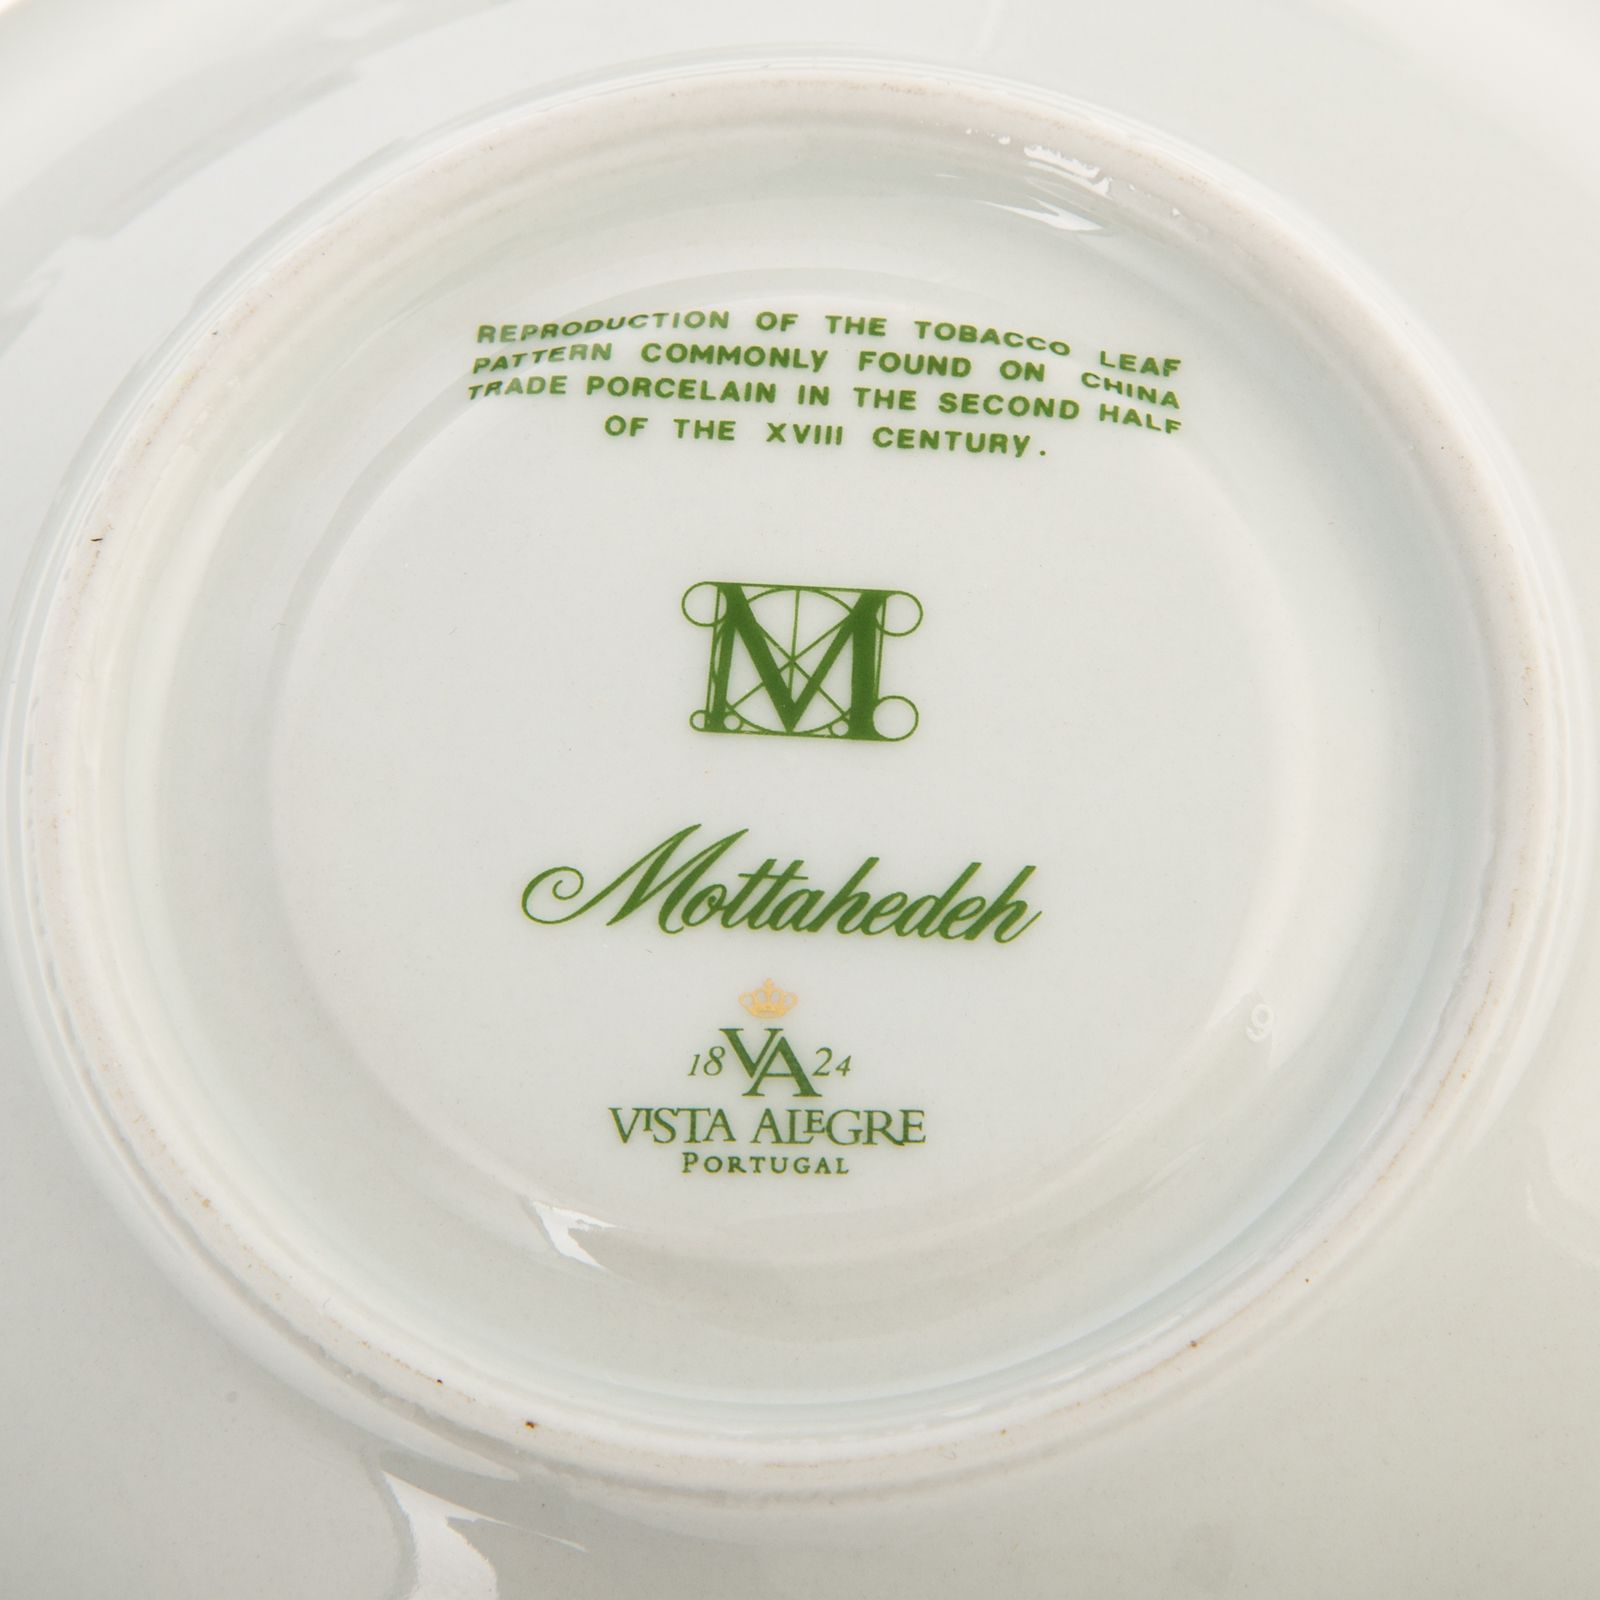 REPRODUCTION OF THE TOBACCO LEAF
PATTERN COMMONLY FOUND ON CHINA
TRADE PORCELAIN IN THE SECOND HALF
OF THE XVIII CENTURY.
M
Mottahedeh
18 VA 24
VISTA ALEGRE
PORTUGAL
9